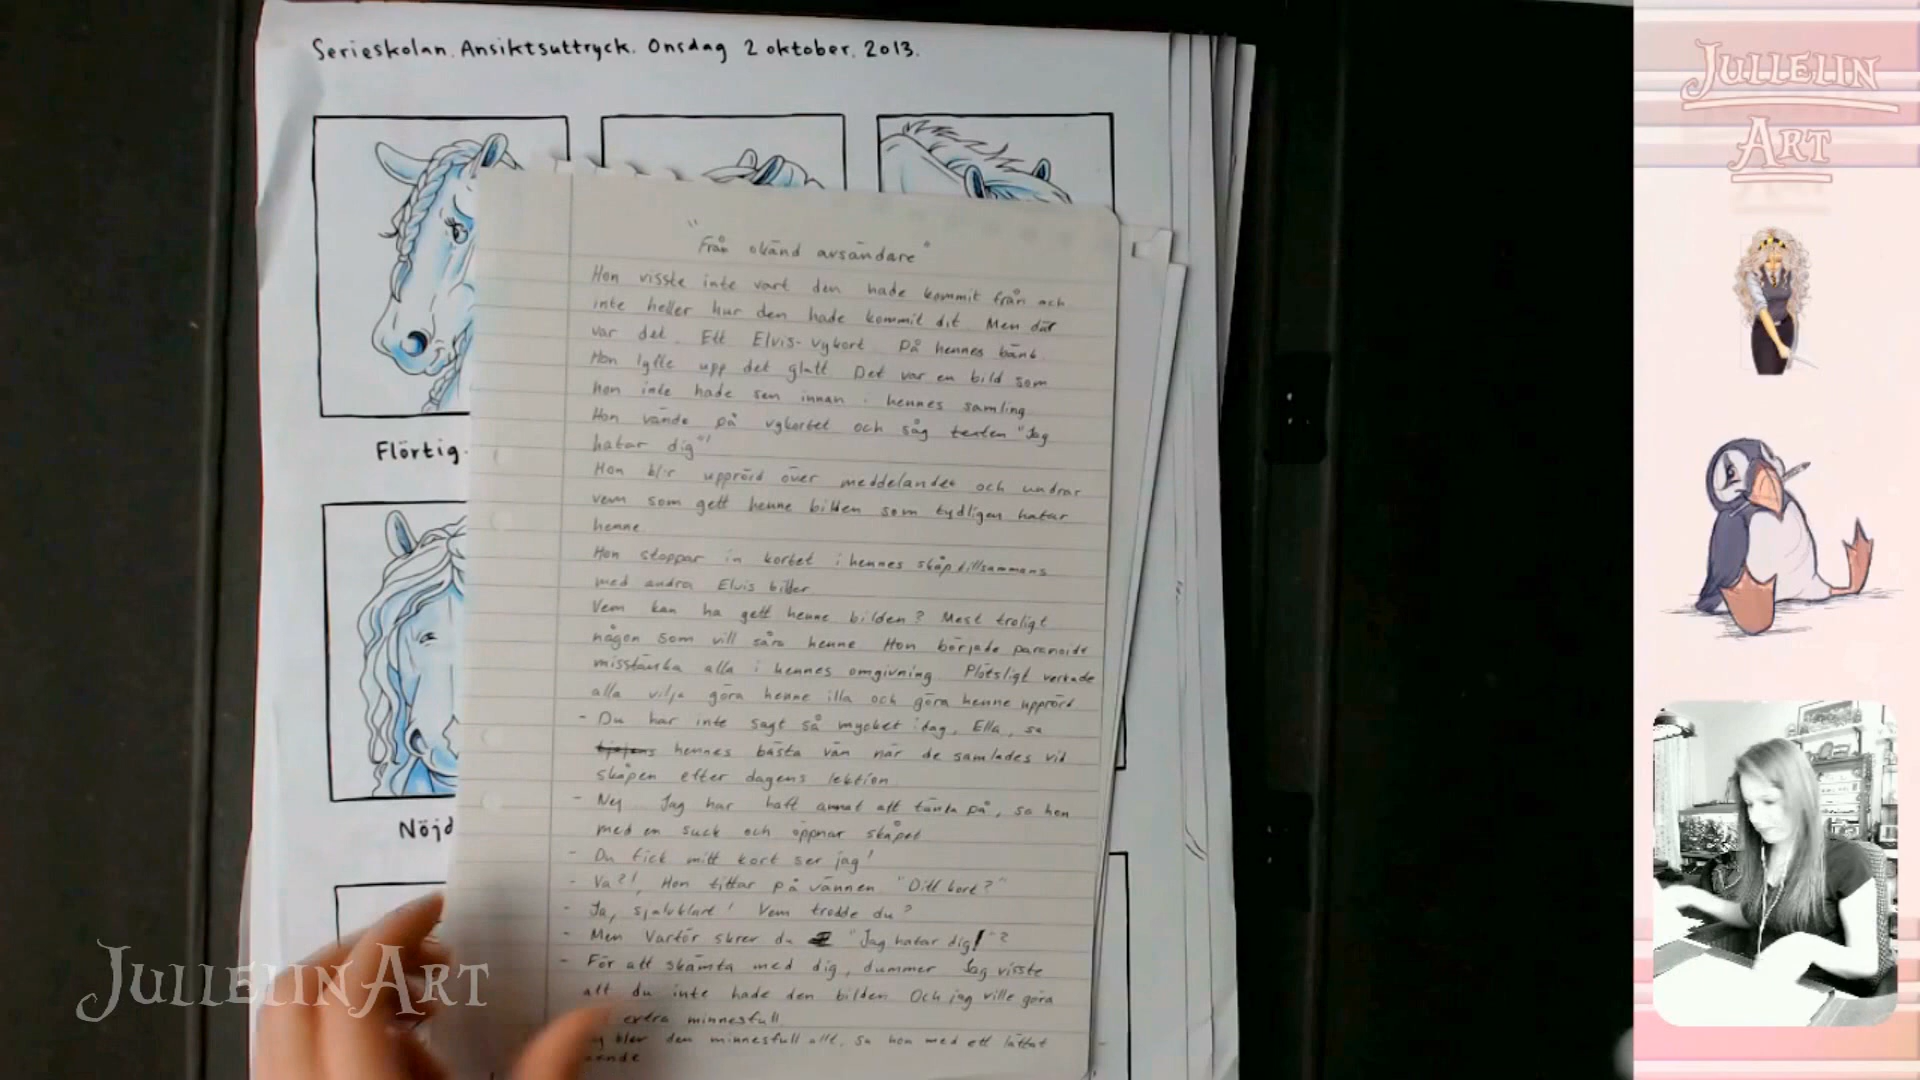 Serieskolan. Ansiktsuttryck. Onsdag 2 oktober. 2013.
Flörtig.
Nöjd
"Från okänd avsändare"
Hon visste inte vart den hade kommit från och
inte heller hur den hade kommit dit. Men där
var det. Ett Elvis-vykort. På hennes bänk.
Hon lyfte upp det glatt. Det var en bild som
hon inte hade sen innan i hennes samling.
Hon vände på vykortet och såg texten "Jag
hatar dig"!
Hon blir upprörd över meddelandet och undrar
vem som gett henne bilden som tydligen hatar
henne.
Hon stoppar in kortet i hennes skåp tillsammans
med andra Elvis bilder
Vem kan ha gett henne bilden? Mest troligt
någon som vill såra henne. Hon började paranoidt
misstänka alla i hennes omgivning. Plötsligt verkade
alla vilja göra henne illa och göra henne upprörd
- Du har inte sagt så mycket idag, Ella, sa
hennes bästa vän när de samlades vid
skåpen efter dagens lektion.
- Nej. Jag har haft annat att tänka på, sa hon
med en suck och öppnar skåpet
- Du fick mitt kort ser jag!
- Va?! Hon tittar på vännen. "Ditt kort?"
- Ja, självklart! Vem trodde du?
- Men Varför skrev du "Jag hatar dig!"?
- För att skämta med dig, dummer. Jag visste
att du inte hade den bilden. Och jag ville göra
extra minnesfull
blev den minnesfull allt, sa hon med ett lättat
JULLELIN ART
JULLELIN
ART